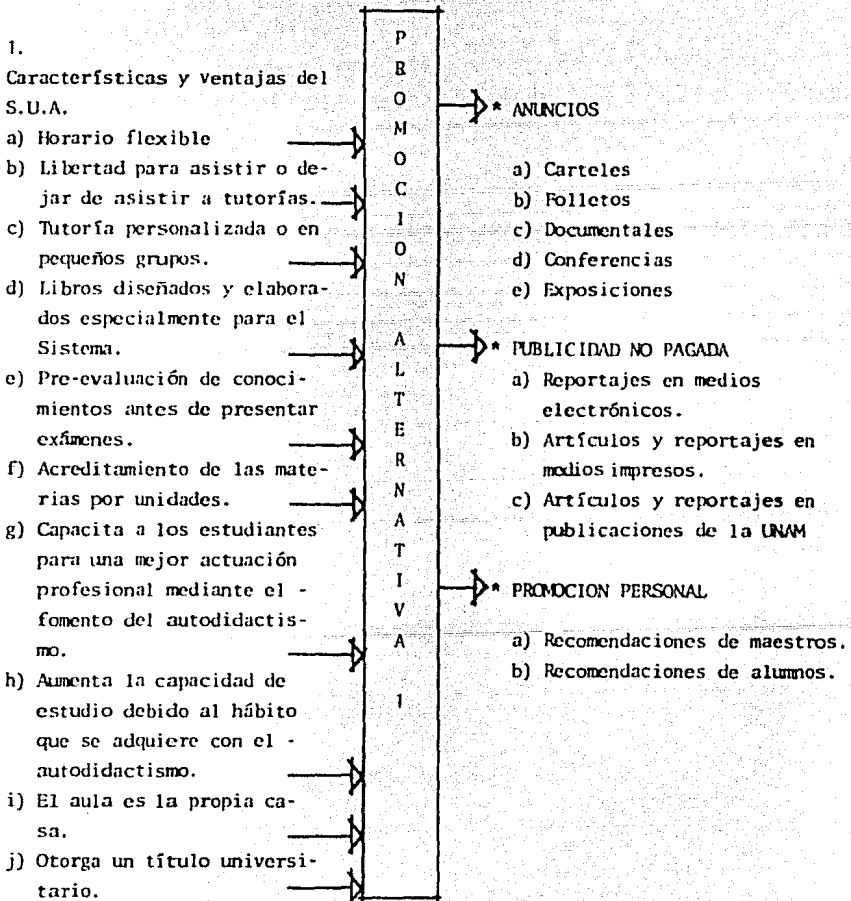 1.
Características y ventajas del
S.U.A.
a) Horario flexible
b) Libertad para asistir o de-
jar de asistir a tutorías.
c) Tutoría personalizada o en
pequeños grupos.
d) Libros diseñados y elabora-
dos especialmente para el
Sistema.
e) Pre-evaluación de conoci-
mientos antes de presentar
exámenes.
f) Acreditamiento de las mate-
rias por unidades.
g) Capacita a los estudiantes
para una mejor actuación
profesional mediante el -
fomento del autodidactis-
mo.
h) Aumenta la capacidad de
estudio debido al hábito
que se adquiere con el -
autodidactismo.
i) El aula es la propia ca-
sa.
j) Otorga un título universi-
tario.
PROMOCION ALTERNATIVA 1
* ANUNCIOS
a) Carteles
b) Folletos
c) Documentales
d) Conferencias
e) Exposiciones
* PUBLICIDAD NO PAGADA
a) Reportajes en medios
electrónicos.
b) Artículos y reportajes en
medios impresos.
c) Artículos y reportajes en
publicaciones de la UNAM
* PROMOCION PERSONAL
a) Recomendaciones de maestros.
b) Recomendaciones de alumnos.